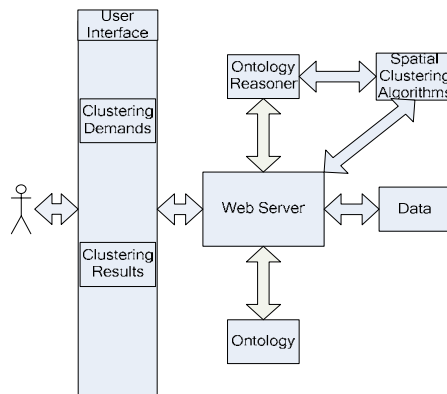 User
Interface
Clustering
Demands
Clustering
Results
Ontology
Reasoner
Spatial
Clustering
Algorithms
Web Server
Data
Ontology